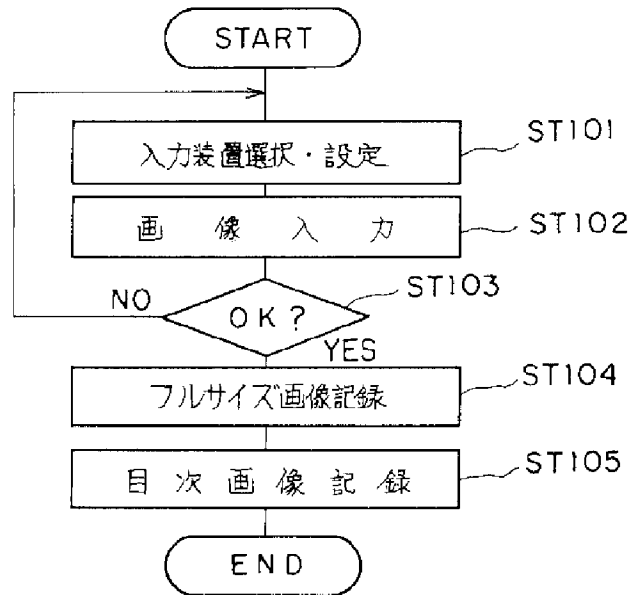 START
入力装置選択・設定
ST101
画像入力
ST102
OK?
ST103
NO
YES
フルサイズ画像記録
ST104
目次画像記録
ST105
END